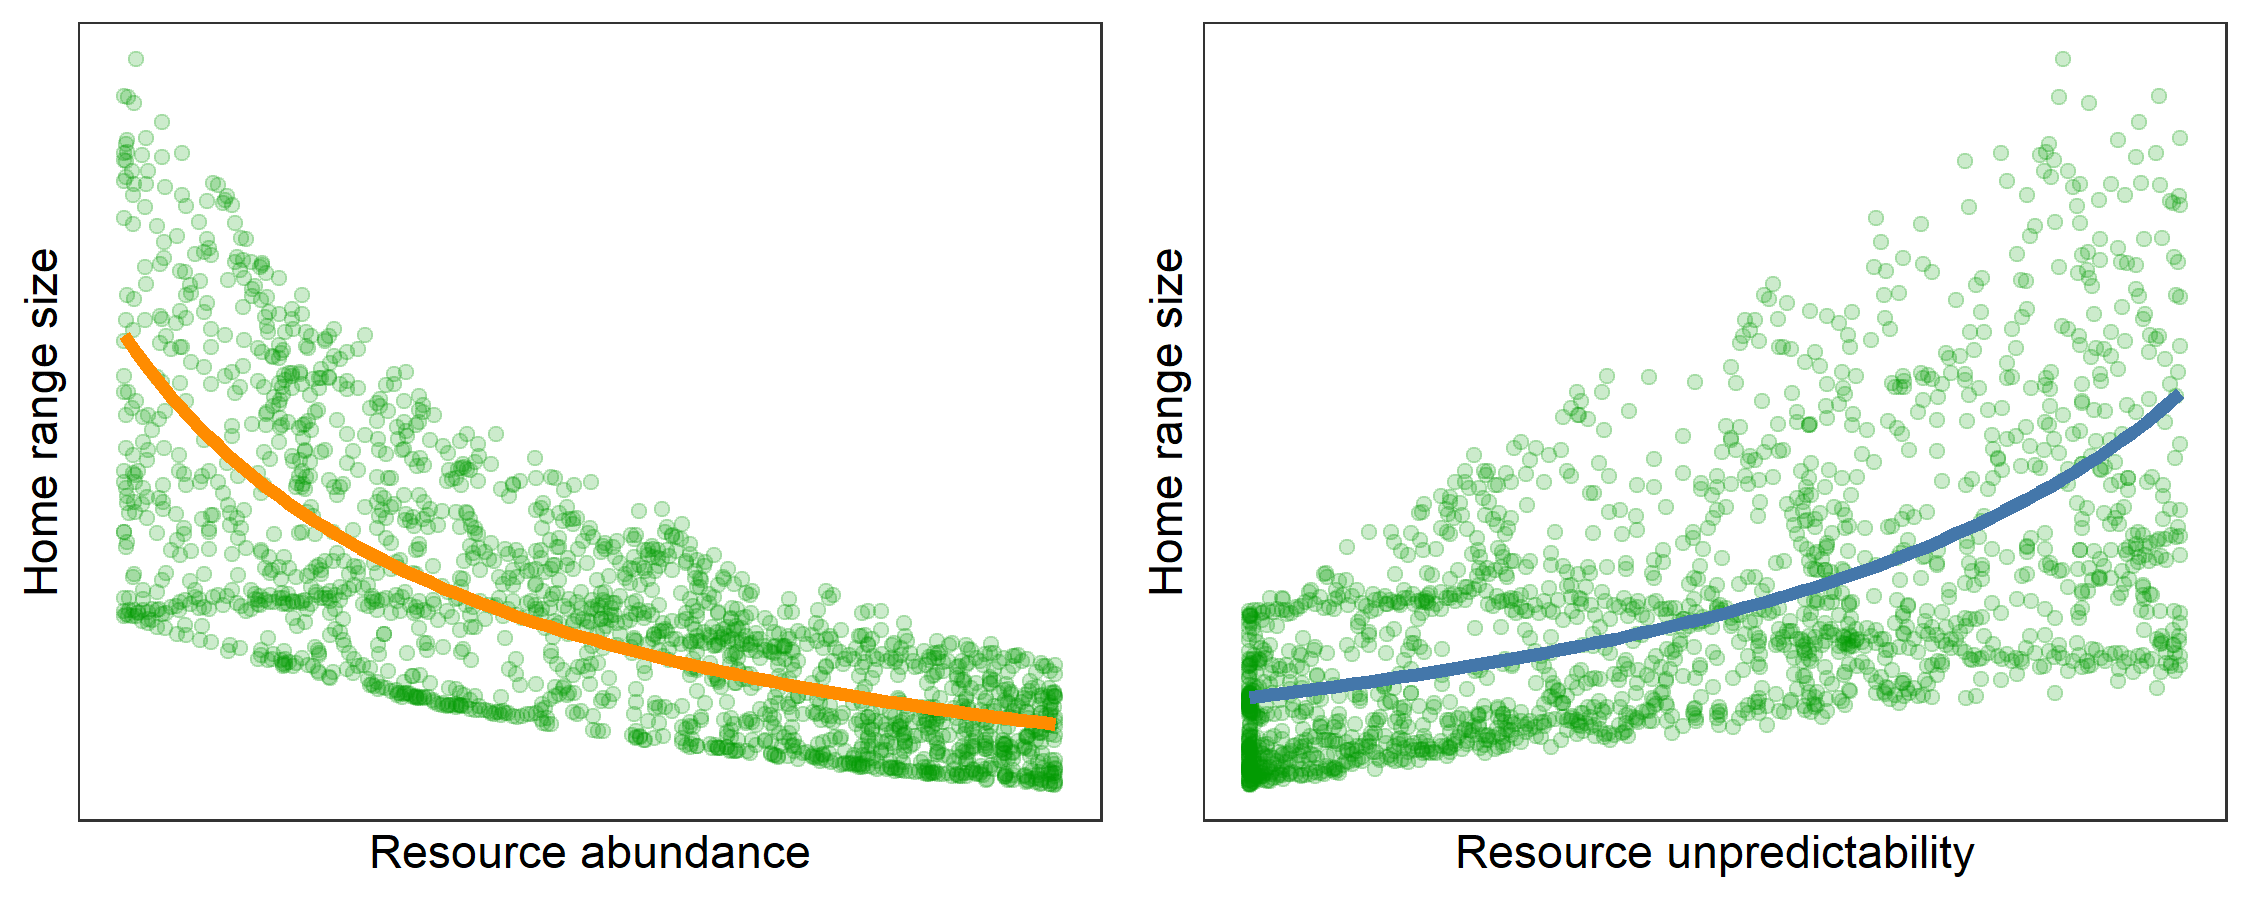 Home range size
Resource abundance
Home range size
Resource unpredictability